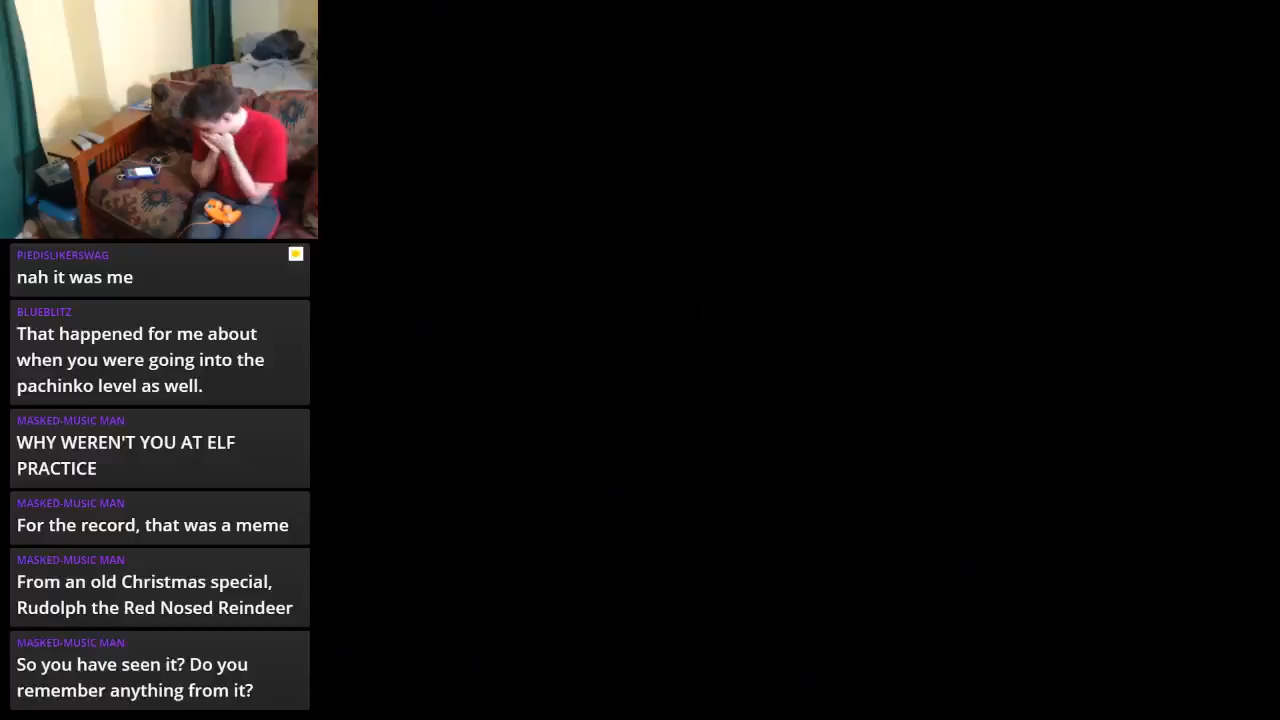 PIEDISLIKERSWAG
nah it was me
BLUEBLITZ
That happened for me about
when you were going into the
pachinko level as well.
MASKED-MUSIC MAN
WHY WEREN'T YOU AT ELF
PRACTICE
MASKED-MUSIC MAN
For the record, that was a meme
MASKED-MUSIC MAN
From an old Christmas special,
Rudolph the Red Nosed Reindeer
MASKED-MUSIC MAN
So you have seen it? Do you
remember anything from it?